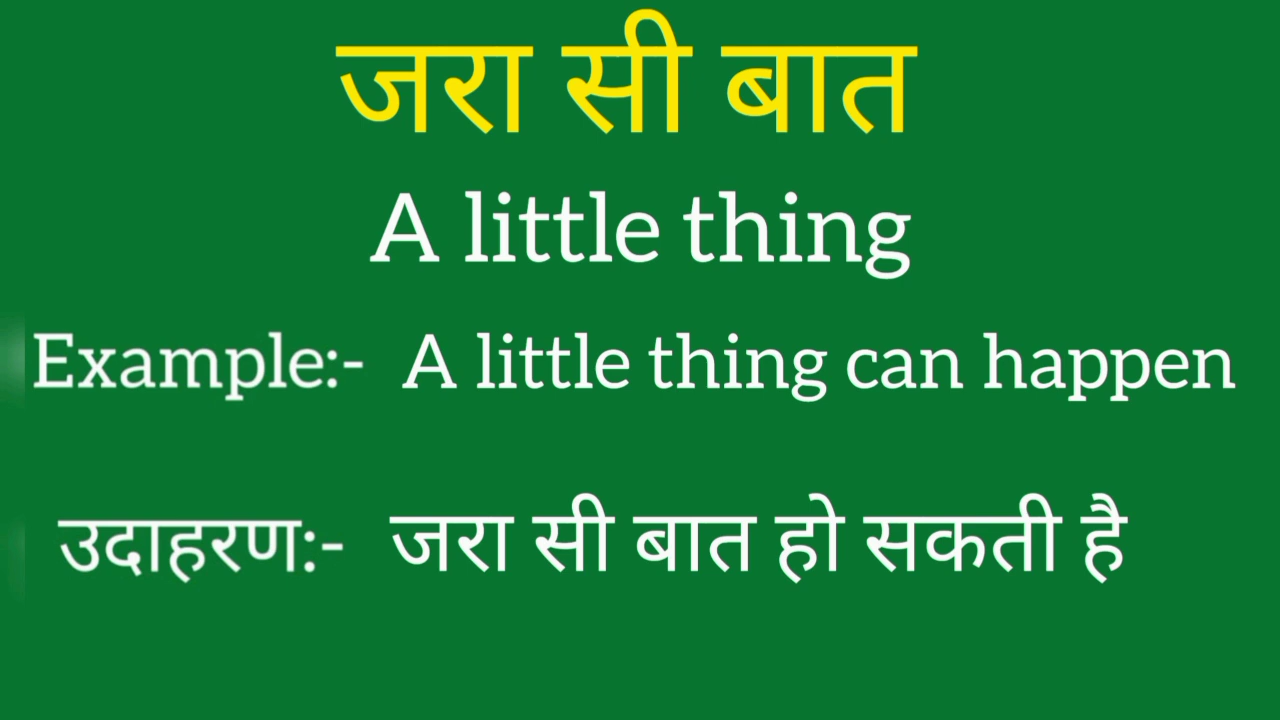 जरा सी बात
A little thing
Example:- A little thing can happen
उदाहरण:- जरा सी बात हो सकती है